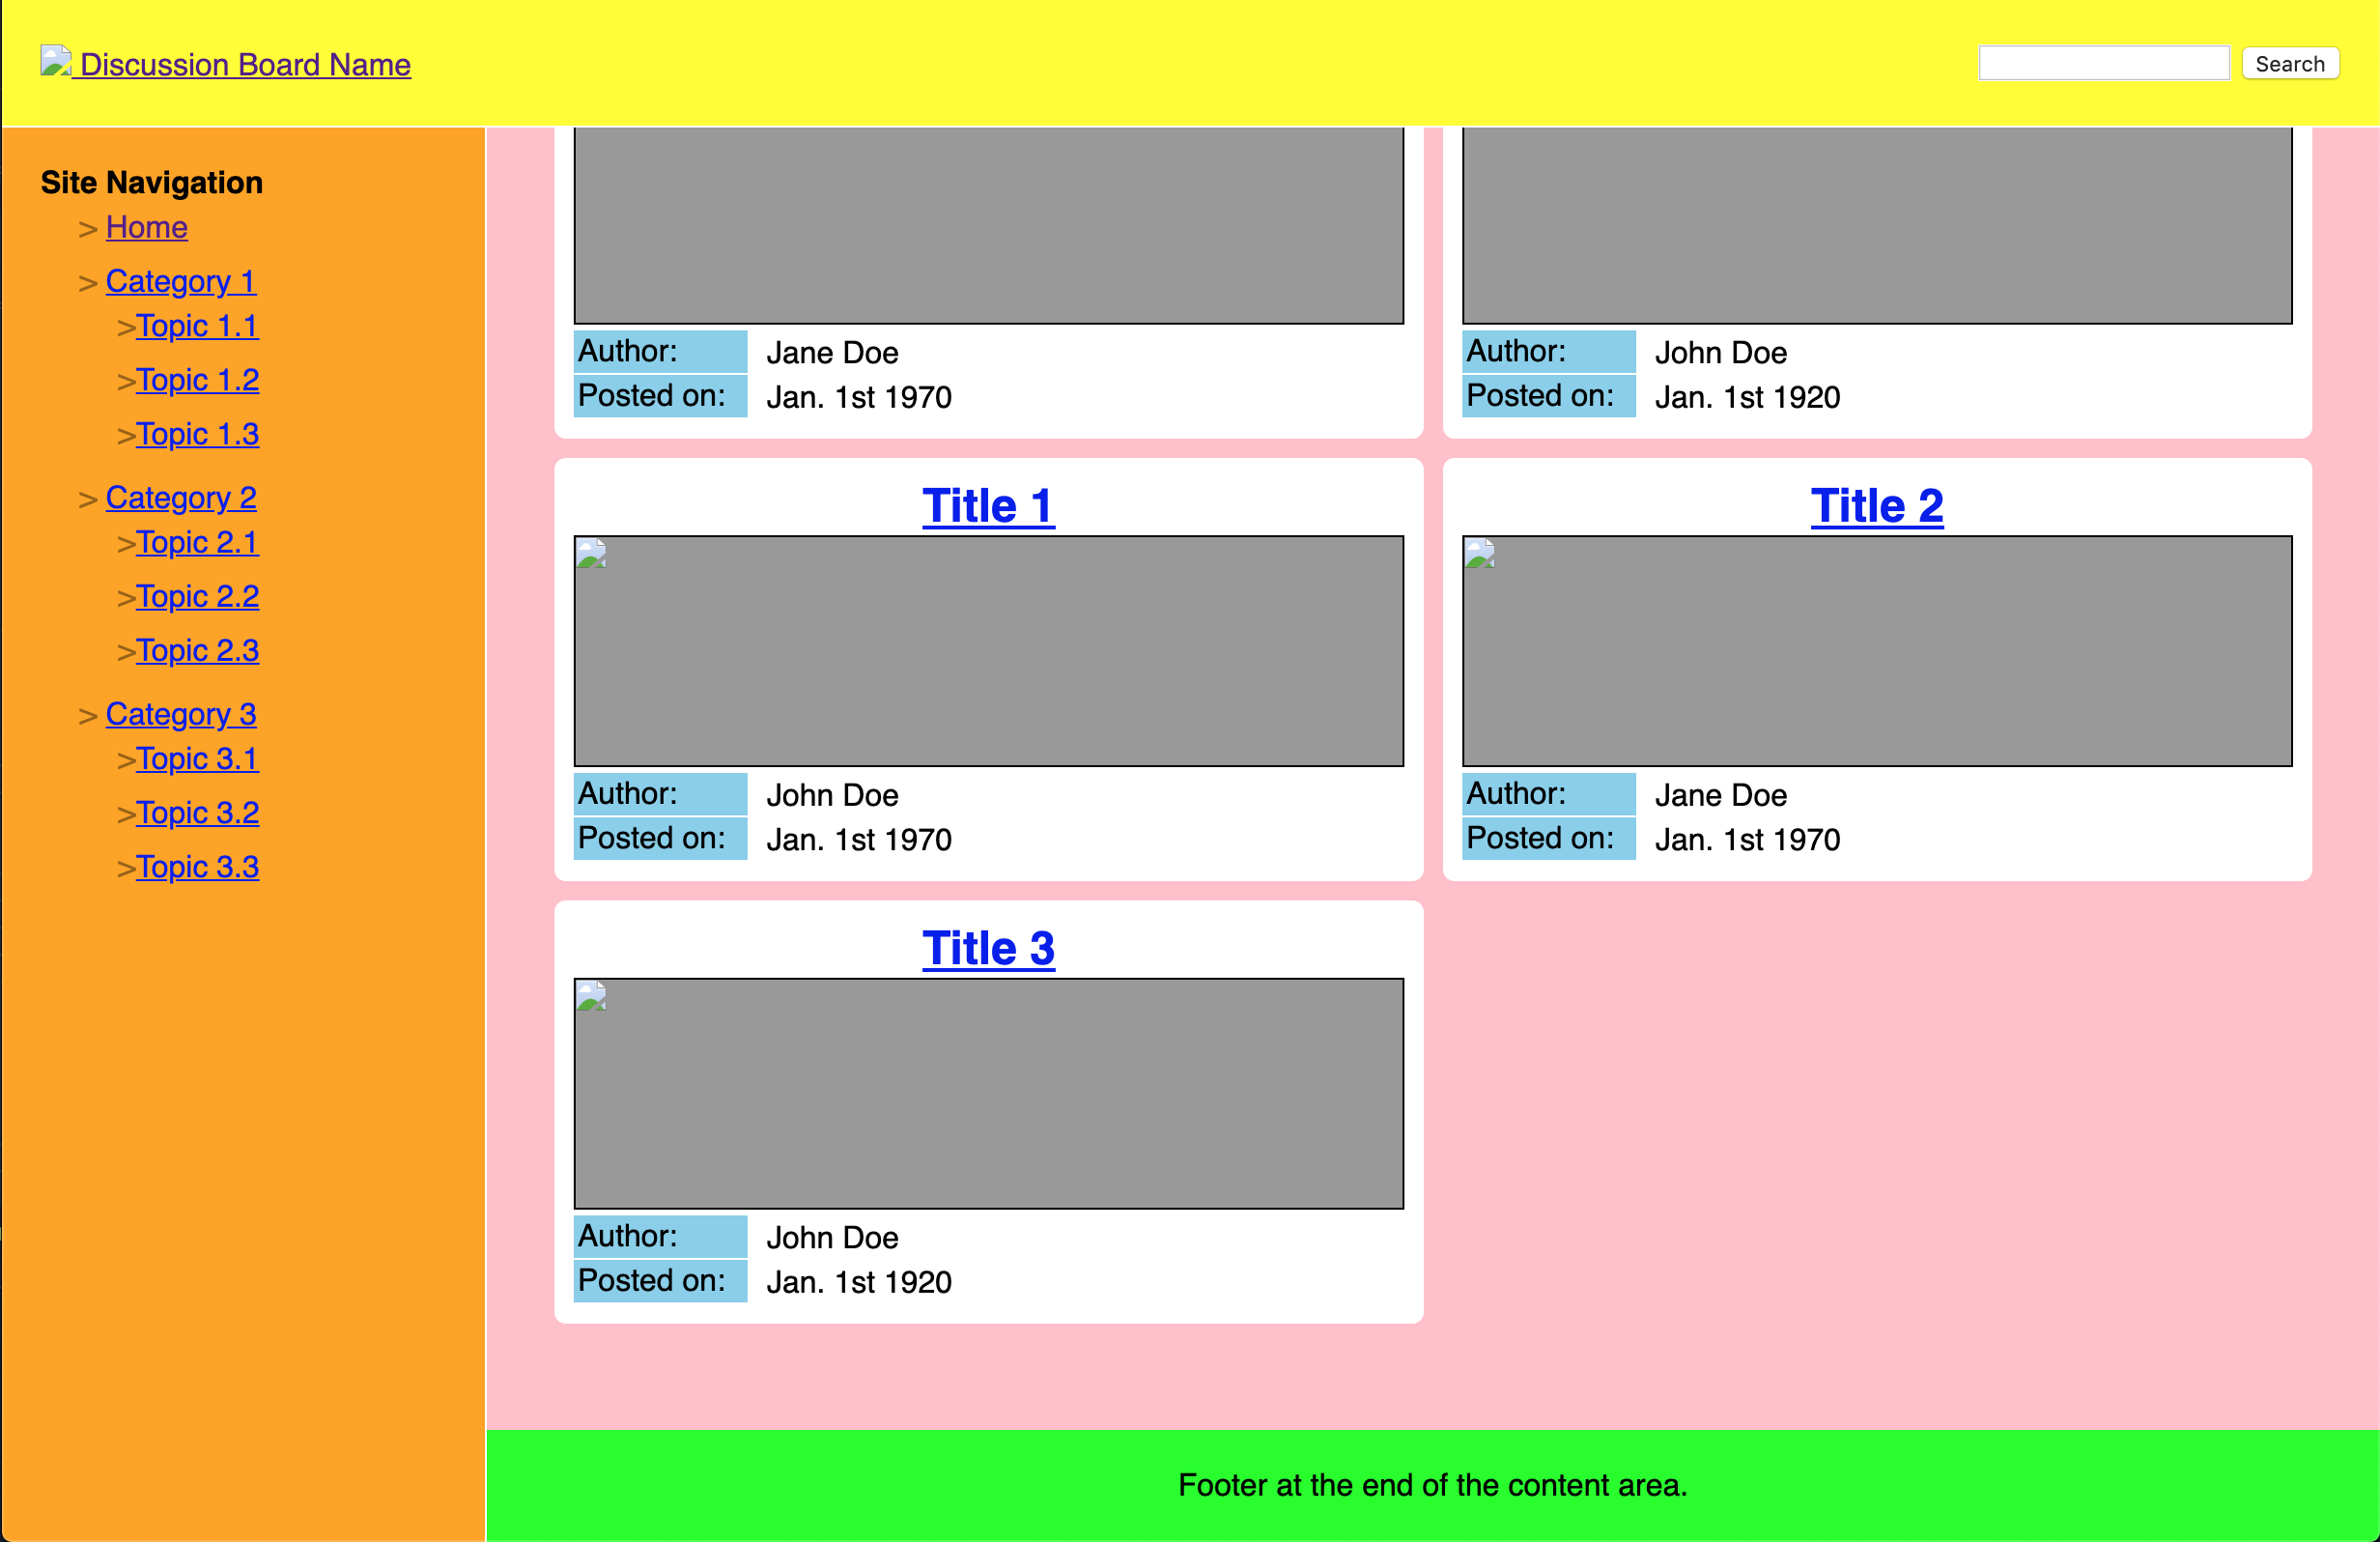 Discussion Board Name
Search
Site Navigation
> Home
> Category 1
>Topic 1.1
>Topic 1.2
>Topic 1.3
> Category 2
>Topic 2.1
>Topic 2.2
>Topic 2.3
> Category 3
>Topic 3.1
>Topic 3.2
>Topic 3.3
Author: Jane Doe
Posted on: Jan. 1st 1970
Author: John Doe
Posted on: Jan. 1st 1920
Title 1
Author: John Doe
Posted on: Jan. 1st 1970
Title 2
Author: Jane Doe
Posted on: Jan. 1st 1970
Title 3
Author: John Doe
Posted on: Jan. 1st 1920
Footer at the end of the content area.